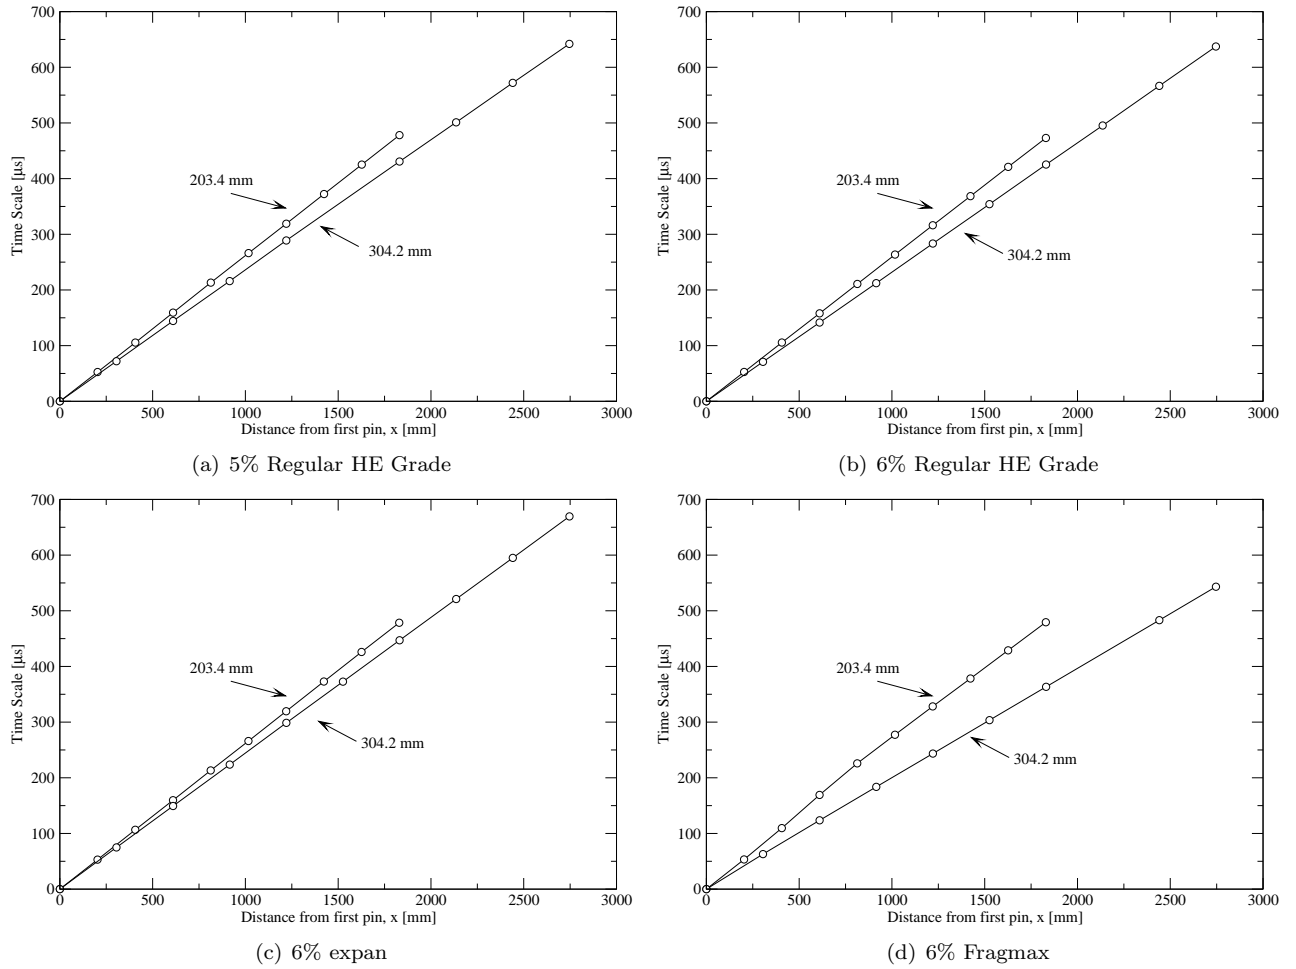 700
600
500
400
300
200
100
0
Time Scale [µs]
203.4 mm
304.2 mm
0 500 1000 1500 2000 2500 3000
Distance from first pin, x [mm]
(a) 5% Regular HE Grade
700
600
500
400
300
200
100
0
Time Scale [µs]
203.4 mm
304.2 mm
0 500 1000 1500 2000 2500 3000
Distance from first pin, x [mm]
(b) 6% Regular HE Grade
700
600
500
400
300
200
100
0
Time Scale [µs]
203.4 mm
304.2 mm
0 500 1000 1500 2000 2500 3000
Distance from first pin, x [mm]
(c) 6% expan
700
600
500
400
300
200
100
0
Time Scale [µs]
203.4 mm
304.2 mm
0 500 1000 1500 2000 2500 3000
Distance from first pin, x [mm]
(d) 6% Fragmax